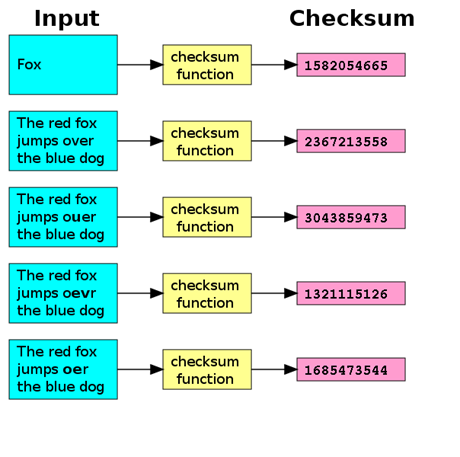 Input Checksum
Fox
checksum
function
1582054665
The red fox
jumps over
the blue dog
checksum
function
2367213558
The red fox
jumps ouer
the blue dog
checksum
function
3043859473
The red fox
jumps oevr
the blue dog
checksum
function
1321115126
The red fox
jumps oer
the blue dog
checksum
function
1685473544